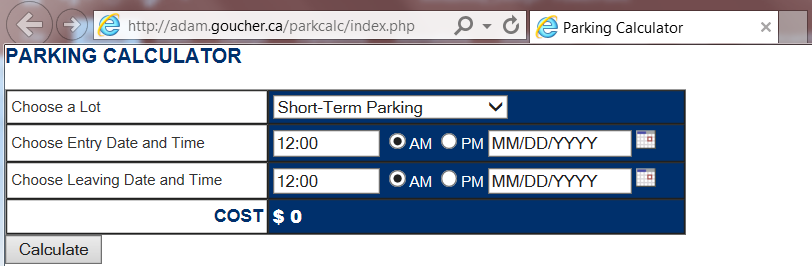 http://adam.goucher.ca/parkcalc/index.php Parking Calculator
PARKING CALCULATOR
Choose a Lot Short-Term Parking
Choose Entry Date and Time 12:00 AM PM MM/DD/YYYY
Choose Leaving Date and Time 12:00 AM PM MM/DD/YYYY
COST $ 0
Calculate